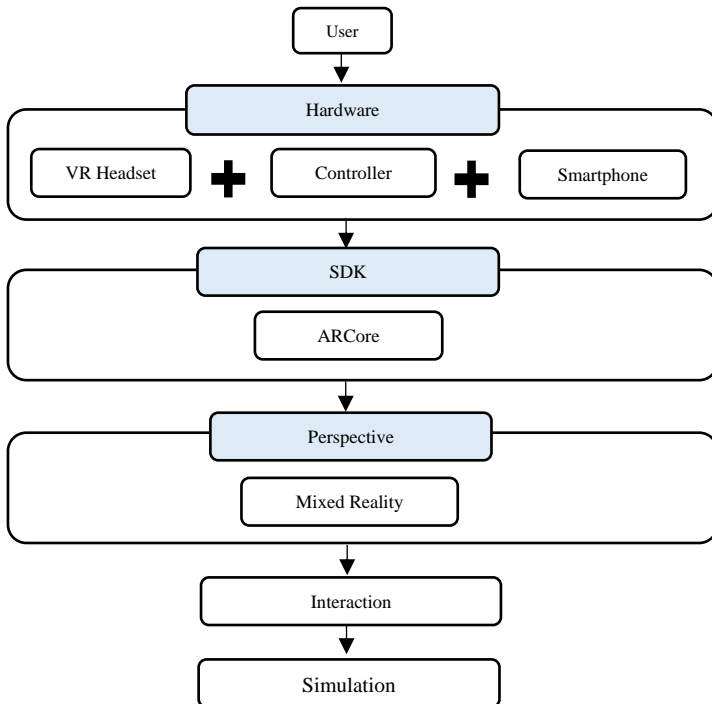 User
Hardware
VR Headset
Controller
Smartphone
SDK
ARCore
Perspective
Mixed Reality
Interaction
Simulation